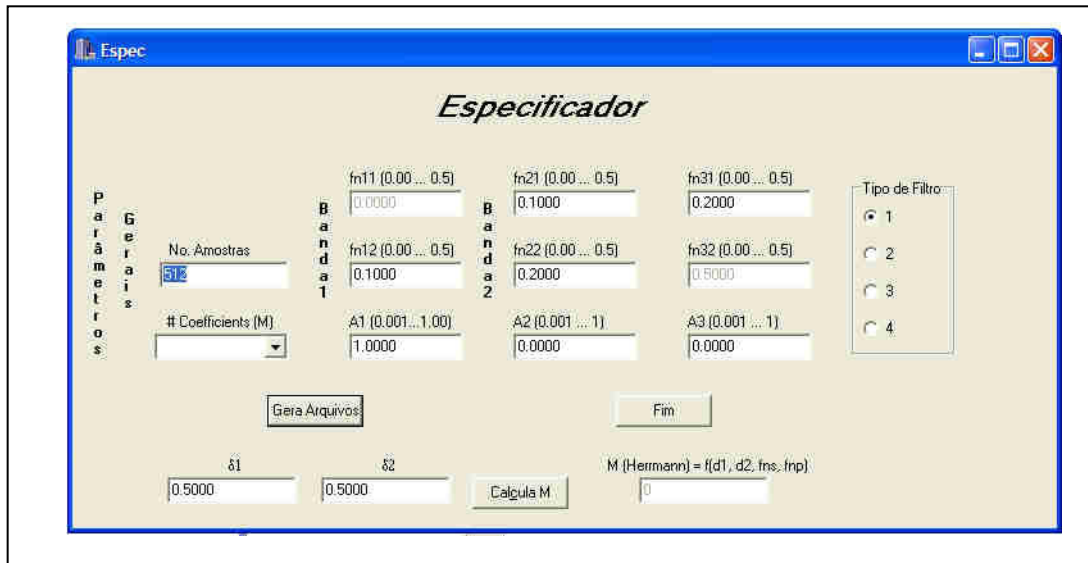 Espec
Especificador
Parâmetros
Gerais
No. Amostras
512
# Coefficients (M)
Banda1
fn11 (0.00 ... 0.5)
0.0000
fn12 (0.00 ... 0.5)
0.1000
A1 (0.001...1.00)
1.0000
Banda2
fn21 (0.00 ... 0.5)
0.1000
fn22 (0.00 ... 0.5)
0.2000
A2 (0.001 ... 1)
0.0000
fn31 (0.00 ... 0.5)
0.2000
fn32 (0.00 ... 0.5)
0.5000
A3 (0.001 ... 1)
0.0000
Tipo de Filtro
1
2
3
4
Gera Arquivos
Fim
δ1
0.5000
δ2
0.5000
Calcula M
M (Herrmann) = f(d1, d2, fns, fnp)
0